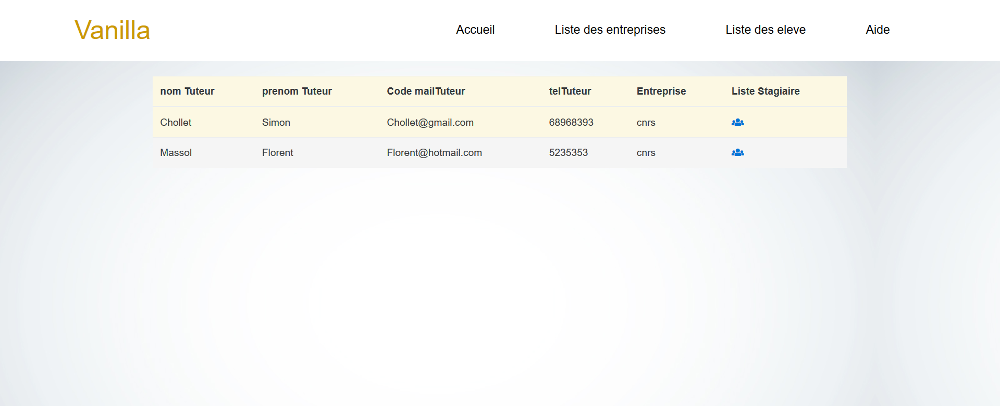 Vanilla Accueil Liste des entreprises Liste des eleve Aide
nom Tuteur prenom Tuteur Code mailTuteur telTuteur Entreprise Liste Stagiaire
Chollet Simon Chollet@gmail.com 68968393 cnrs
Massol Florent Florent@hotmail.com 5235353 cnrs